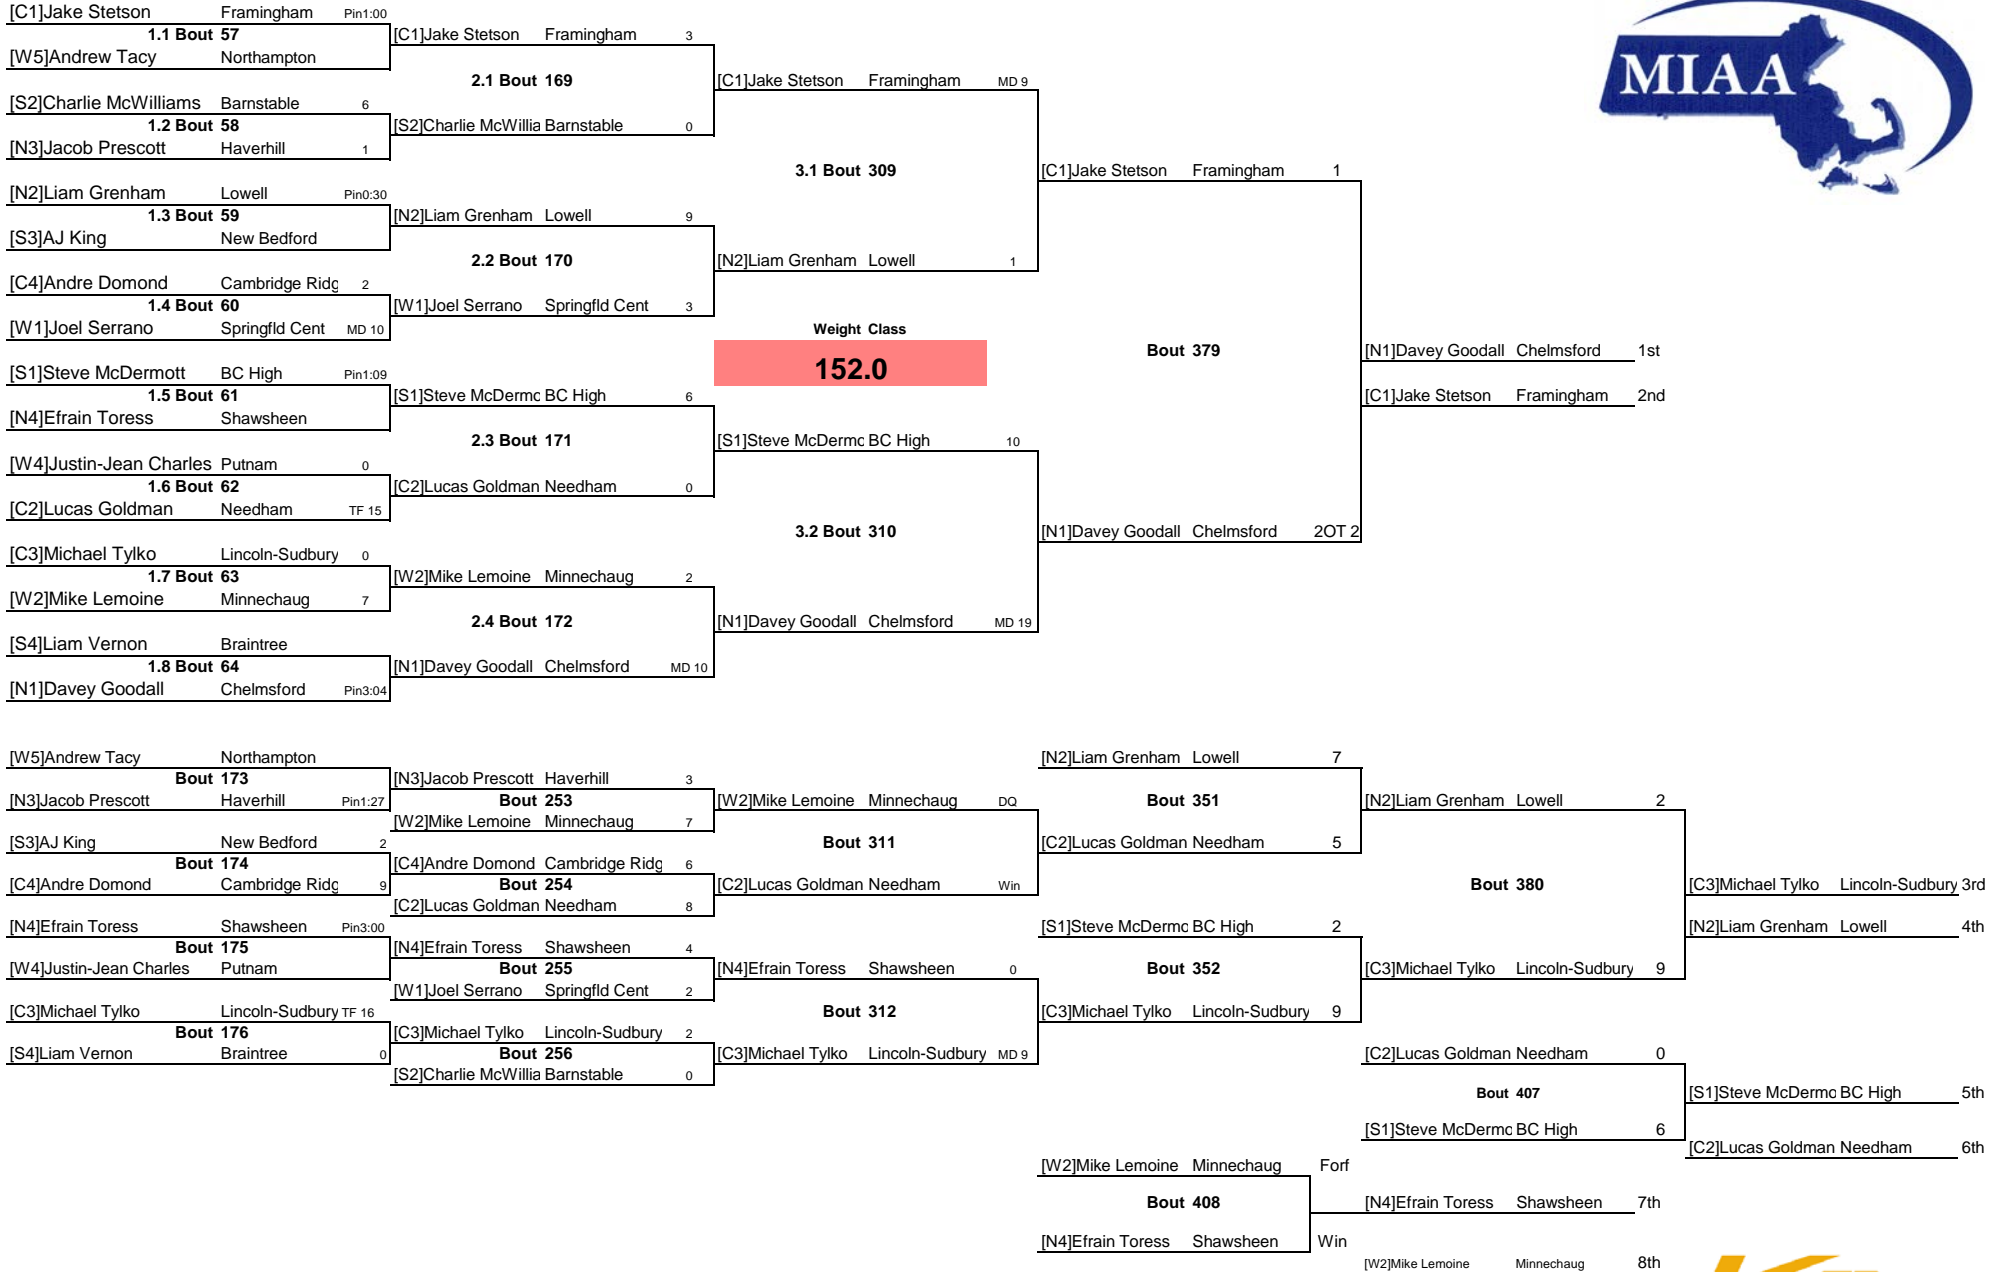 [C1]Jake Stetson Framingham Pin1:00
1.1 Bout 57
[W5]Andrew Tacy Northampton
[S2]Charlie McWilliams Barnstable 6
1.2 Bout 58
[N3]Jacob Prescott Haverhill 1
[N2]Liam Grenham Lowell Pin0:30
1.3 Bout 59
[S3]AJ King New Bedford
[C4]Andre Domond Cambridge Ridg 2
1.4 Bout 60
[W1]Joel Serrano Springfld Cent MD 10
[S1]Steve McDermott BC High Pin1:09
1.5 Bout 61
[N4]Efrain Toress Shawsheen
[W4]Justin-Jean Charles Putnam 0
1.6 Bout 62
[C2]Lucas Goldman Needham TF 15
[C3]Michael Tylko Lincoln-Sudbury 0
1.7 Bout 63
[W2]Mike Lemoine Minnechaug 7
[S4]Liam Vernon Braintree
1.8 Bout 64
[N1]Davey Goodall Chelmsford Pin3:04
[C1]Jake Stetson Framingham 3
2.1 Bout 169
[S2]Charlie McWillia Barnstable 0
[N2]Liam Grenham Lowell 9
2.2 Bout 170
[W1]Joel Serrano Springfld Cent 3
[S1]Steve McDermo BC High 6
2.3 Bout 171
[C2]Lucas Goldman Needham 0
[W2]Mike Lemoine Minnechaug 2
2.4 Bout 172
[N1]Davey Goodall Chelmsford MD 10
[C1]Jake Stetson Framingham MD 9
3.1 Bout 309
[N2]Liam Grenham Lowell 1
Weight Class
152.0
[S1]Steve McDermo BC High 10
3.2 Bout 310
[N1]Davey Goodall Chelmsford MD 19
[C1]Jake Stetson Framingham 1
Bout 379
[N1]Davey Goodall Chelmsford 2OT 2
[N1]Davey Goodall Chelmsford 1st
[C1]Jake Stetson Framingham 2nd
MIAA
[W5]Andrew Tacy Northampton
Bout 173
[N3]Jacob Prescott Haverhill Pin1:27
[S3]AJ King New Bedford 2
Bout 174
[C4]Andre Domond Cambridge Ridg 9
[N4]Efrain Toress Shawsheen Pin3:00
Bout 175
[W4]Justin-Jean Charles Putnam
[C3]Michael Tylko Lincoln-Sudbury TF 16
Bout 176
[S4]Liam Vernon Braintree 0
[N3]Jacob Prescott Haverhill 3
Bout 253
[W2]Mike Lemoine Minnechaug 7
[C4]Andre Domond Cambridge Ridg 6
Bout 254
[C2]Lucas Goldman Needham 8
[N4]Efrain Toress Shawsheen 4
Bout 255
[W1]Joel Serrano Springfld Cent 2
[C3]Michael Tylko Lincoln-Sudbury 2
Bout 256
[S2]Charlie McWillia Barnstable 0
[W2]Mike Lemoine Minnechaug DQ
Bout 311
[C2]Lucas Goldman Needham Win
[N4]Efrain Toress Shawsheen 0
Bout 312
[C3]Michael Tylko Lincoln-Sudbury MD 9
[N2]Liam Grenham Lowell 7
Bout 351
[C2]Lucas Goldman Needham 5
[S1]Steve McDermo BC High 2
Bout 352
[C3]Michael Tylko Lincoln-Sudbury 9
[N2]Liam Grenham Lowell 2
Bout 380
[C3]Michael Tylko Lincoln-Sudbury 9
[C3]Michael Tylko Lincoln-Sudbury 3rd
[N2]Liam Grenham Lowell 4th
[C2]Lucas Goldman Needham 0
Bout 407
[S1]Steve McDermo BC High 6
[S1]Steve McDermo BC High 5th
[C2]Lucas Goldman Needham 6th
[W2]Mike Lemoine Minnechaug Forf
Bout 408
[N4]Efrain Toress Shawsheen Win
[N4]Efrain Toress Shawsheen 7th
[W2]Mike Lemoine Minnechaug 8th